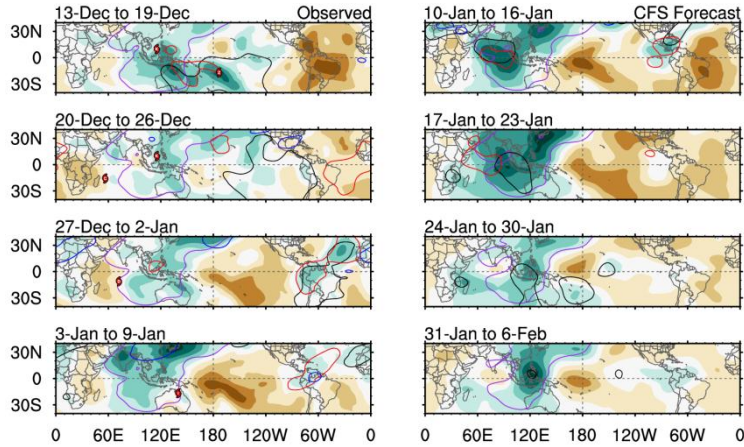 13-Dec to 19-Dec Observed
30N
0
30S
20-Dec to 26-Dec
30N
0
30S
27-Dec to 2-Jan
30N
0
30S
3-Jan to 9-Jan
30N
0
30S
0 60E 120E 180 120W 60W 0
10-Jan to 16-Jan CFS Forecast
17-Jan to 23-Jan
24-Jan to 30-Jan
31-Jan to 6-Feb
0 60E 120E 180 120W 60W 0